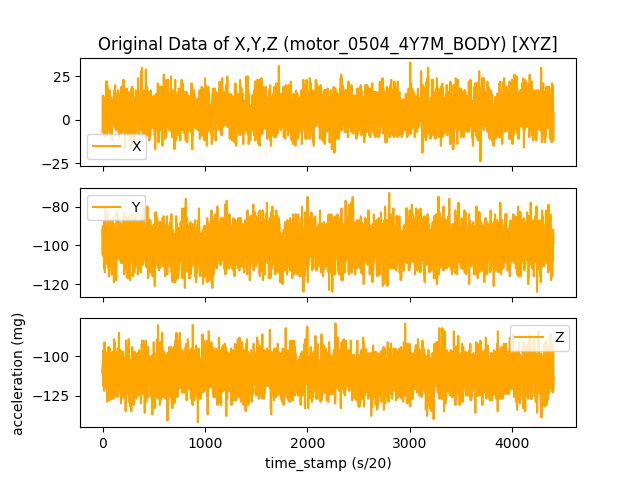 Original Data of X,Y,Z (motor_0504_4Y7M_BODY) [XYZ]
25
0
−25
X
−80
−100
−120
Y
−100
−125
Z
0 1000 2000 3000 4000
acceleration (mg)
time_stamp (s/20)